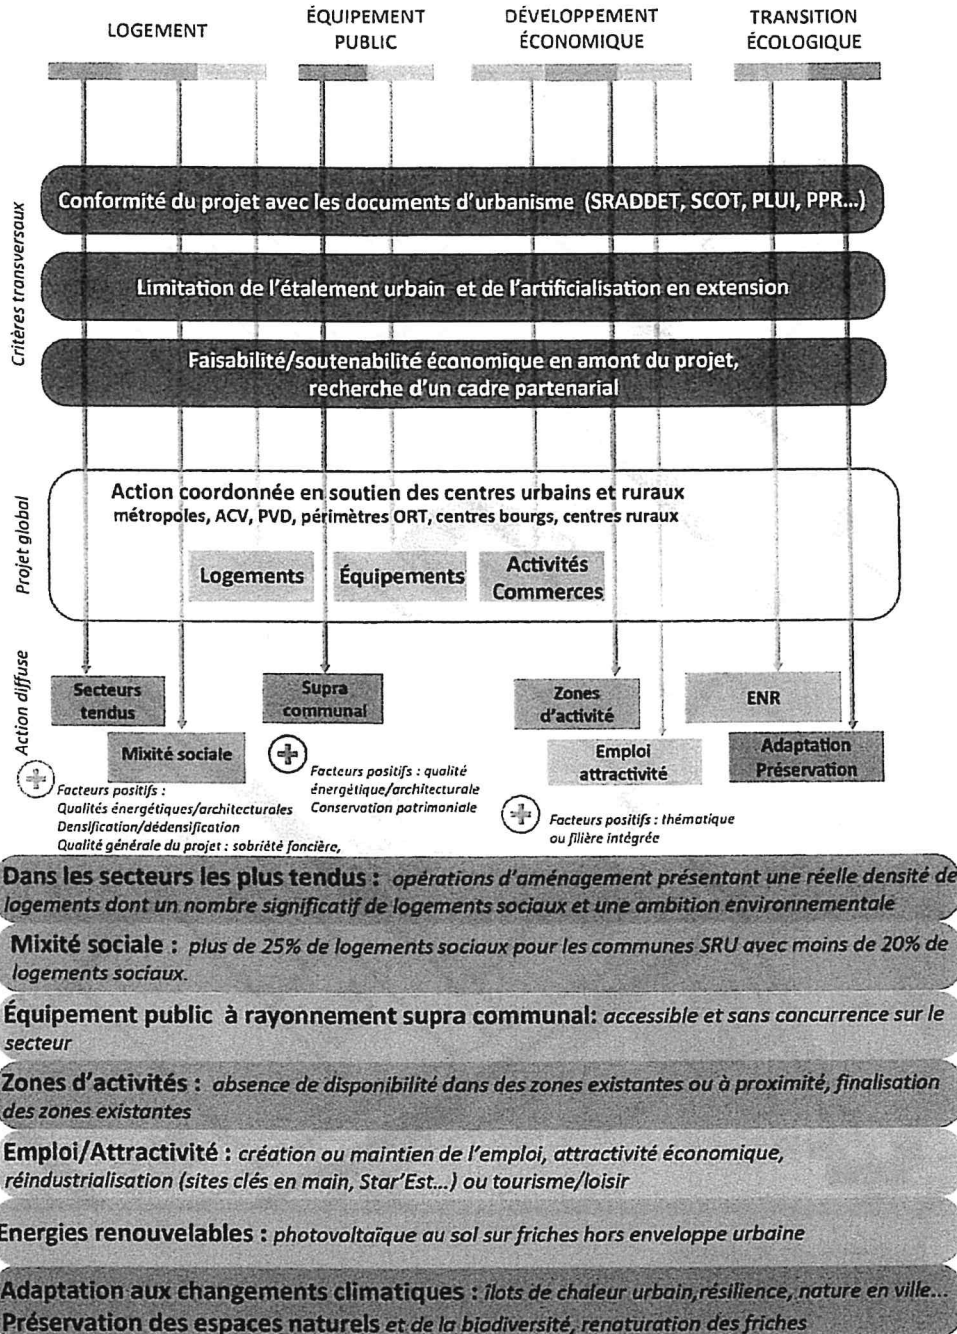 LOGEMENT
ÉQUIPEMENT
PUBLIC
DÉVELOPPEMENT
ÉCONOMIQUE
TRANSITION
ÉCOLOGIQUE
Critères transversaux
Conformité du projet avec les documents d'urbanisme (SRADDET, SCOT, PLUI, PPR...)
Limitation de l'étalement urbain et de l'artificialisation en extension
Faisabilité/soutenabilité économique en amont du projet,
recherche d'un cadre partenarial
Projet global
Action coordonnée en soutien des centres urbains et ruraux
métropoles, ACV, PVD, périmètres ORT, centres bourgs, centres ruraux
Logements
Équipements
Activités
Commerces
Action diffuse
Secteurs
tendus
Mixité sociale
Supra
communal
Zones
d'activité
Emploi
attractivité
ENR
Adaptation
Préservation
Facteurs positifs :
Qualités énergétiques/architecturales
Densification/dédensification
Qualité générale du projet : sobriété foncière,
Facteurs positifs : qualité
énergétique/architecturale
Conservation patrimoniale
Facteurs positifs : thématique
ou filière intégrée
Dans les secteurs les plus tendus : opérations d'aménagement présentant une réelle densité de
logements dont un nombre significatif de logements sociaux et une ambition environnementale
Mixité sociale : plus de 25% de logements sociaux pour les communes SRU avec moins de 20% de
logements sociaux.
Équipement public à rayonnement supra communal: accessible et sans concurrence sur le
secteur
Zones d'activités : absence de disponibilité dans des zones existantes ou à proximité, finalisation
des zones existantes
Emploi/Attractivité : création ou maintien de l'emploi, attractivité économique,
réindustrialisation (sites clés en main, Star'Est...) ou tourisme/loisir
Energies renouvelables : photovoltaïque au sol sur friches hors enveloppe urbaine
Adaptation aux changements climatiques : îlots de chaleur urbain, résilience, nature en ville...
Préservation des espaces naturels et de la biodiversité, renaturation des friches